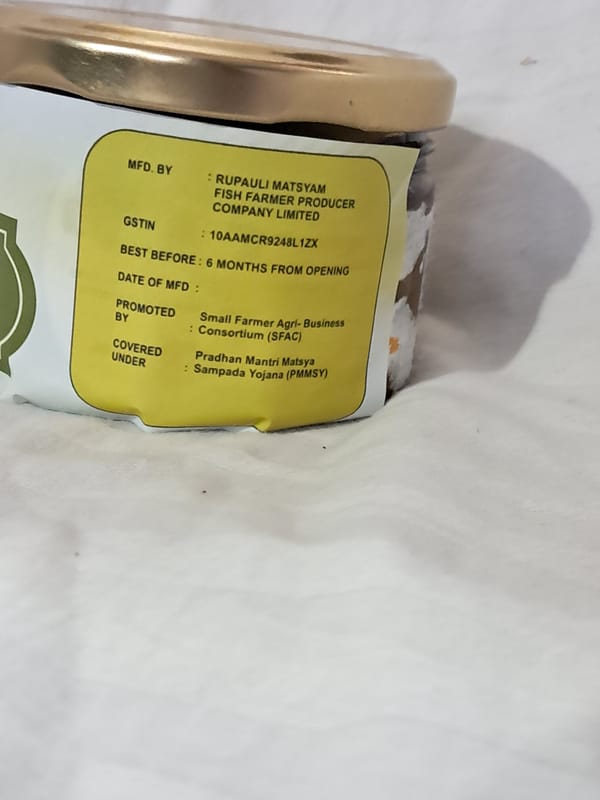 MFD. BY : RUPAULI MATSYAM
FISH FARMER PRODUCER
COMPANY LIMITED
GSTIN : 10AAMCR9248L1ZX
BEST BEFORE : 6 MONTHS FROM OPENING
DATE OF MFD :
PROMOTED Small Farmer Agri- Business
BY : Consortium (SFAC)
COVERED Pradhan Mantri Matsya
UNDER : Sampada Yojana (PMMSY)